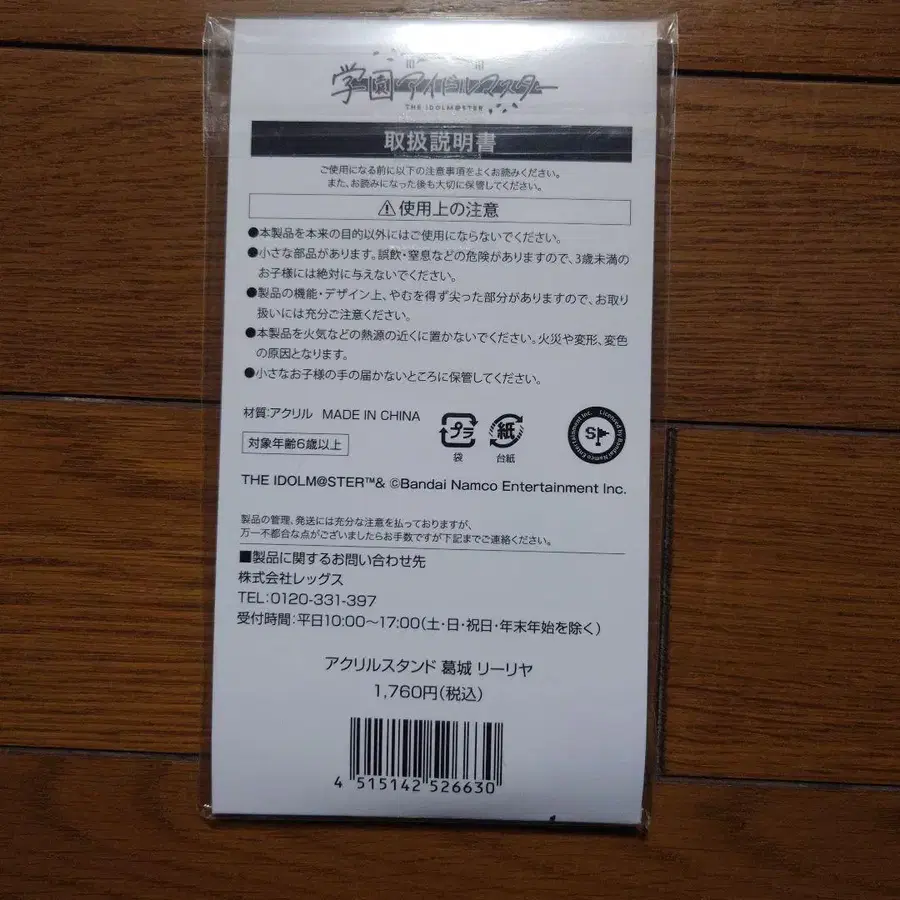 学園アイドルマスター
THE IDOLM@STER
取扱説明書
ご使用になる前に以下の注意事項をよくお読みください。
また、お読みになった後も大切に保管してください。
⚠使用上の注意
●本製品を本来の目的以外にはご使用にならないでください。
●小さな部品があります。誤飲・窒息などの危険がありますので、3歳未満の
お子様には絶対に与えないでください。
●製品の機能・デザイン上、やむを得ず尖った部分がありますので、お取り
扱いには充分ご注意ください。
●本製品を火気などの熱源の近くに置かないでください。火災や変形、変色
の原因となります。
●小さなお子様の手の届かないところに保管してください。
材質:アクリル MADE IN CHINA
対象年齢6歳以上
プラ
袋
紙
台紙
Licensed by Bandai Namco Entertainment Inc.
S
THE IDOLM@STER™& ©Bandai Namco Entertainment Inc.
製品の管理、発送には充分な注意を払っておりますが、
万一不都合な点がございましたらお手数ですが下記までご連絡ください。
■製品に関するお問い合わせ先
株式会社レッグス
TEL:0120-331-397
受付時間:平日10:00〜17:00(土・日・祝日・年末年始を除く)
アクリルスタンド 葛城 リーリヤ
1,760円(税込)
4 515142 526630